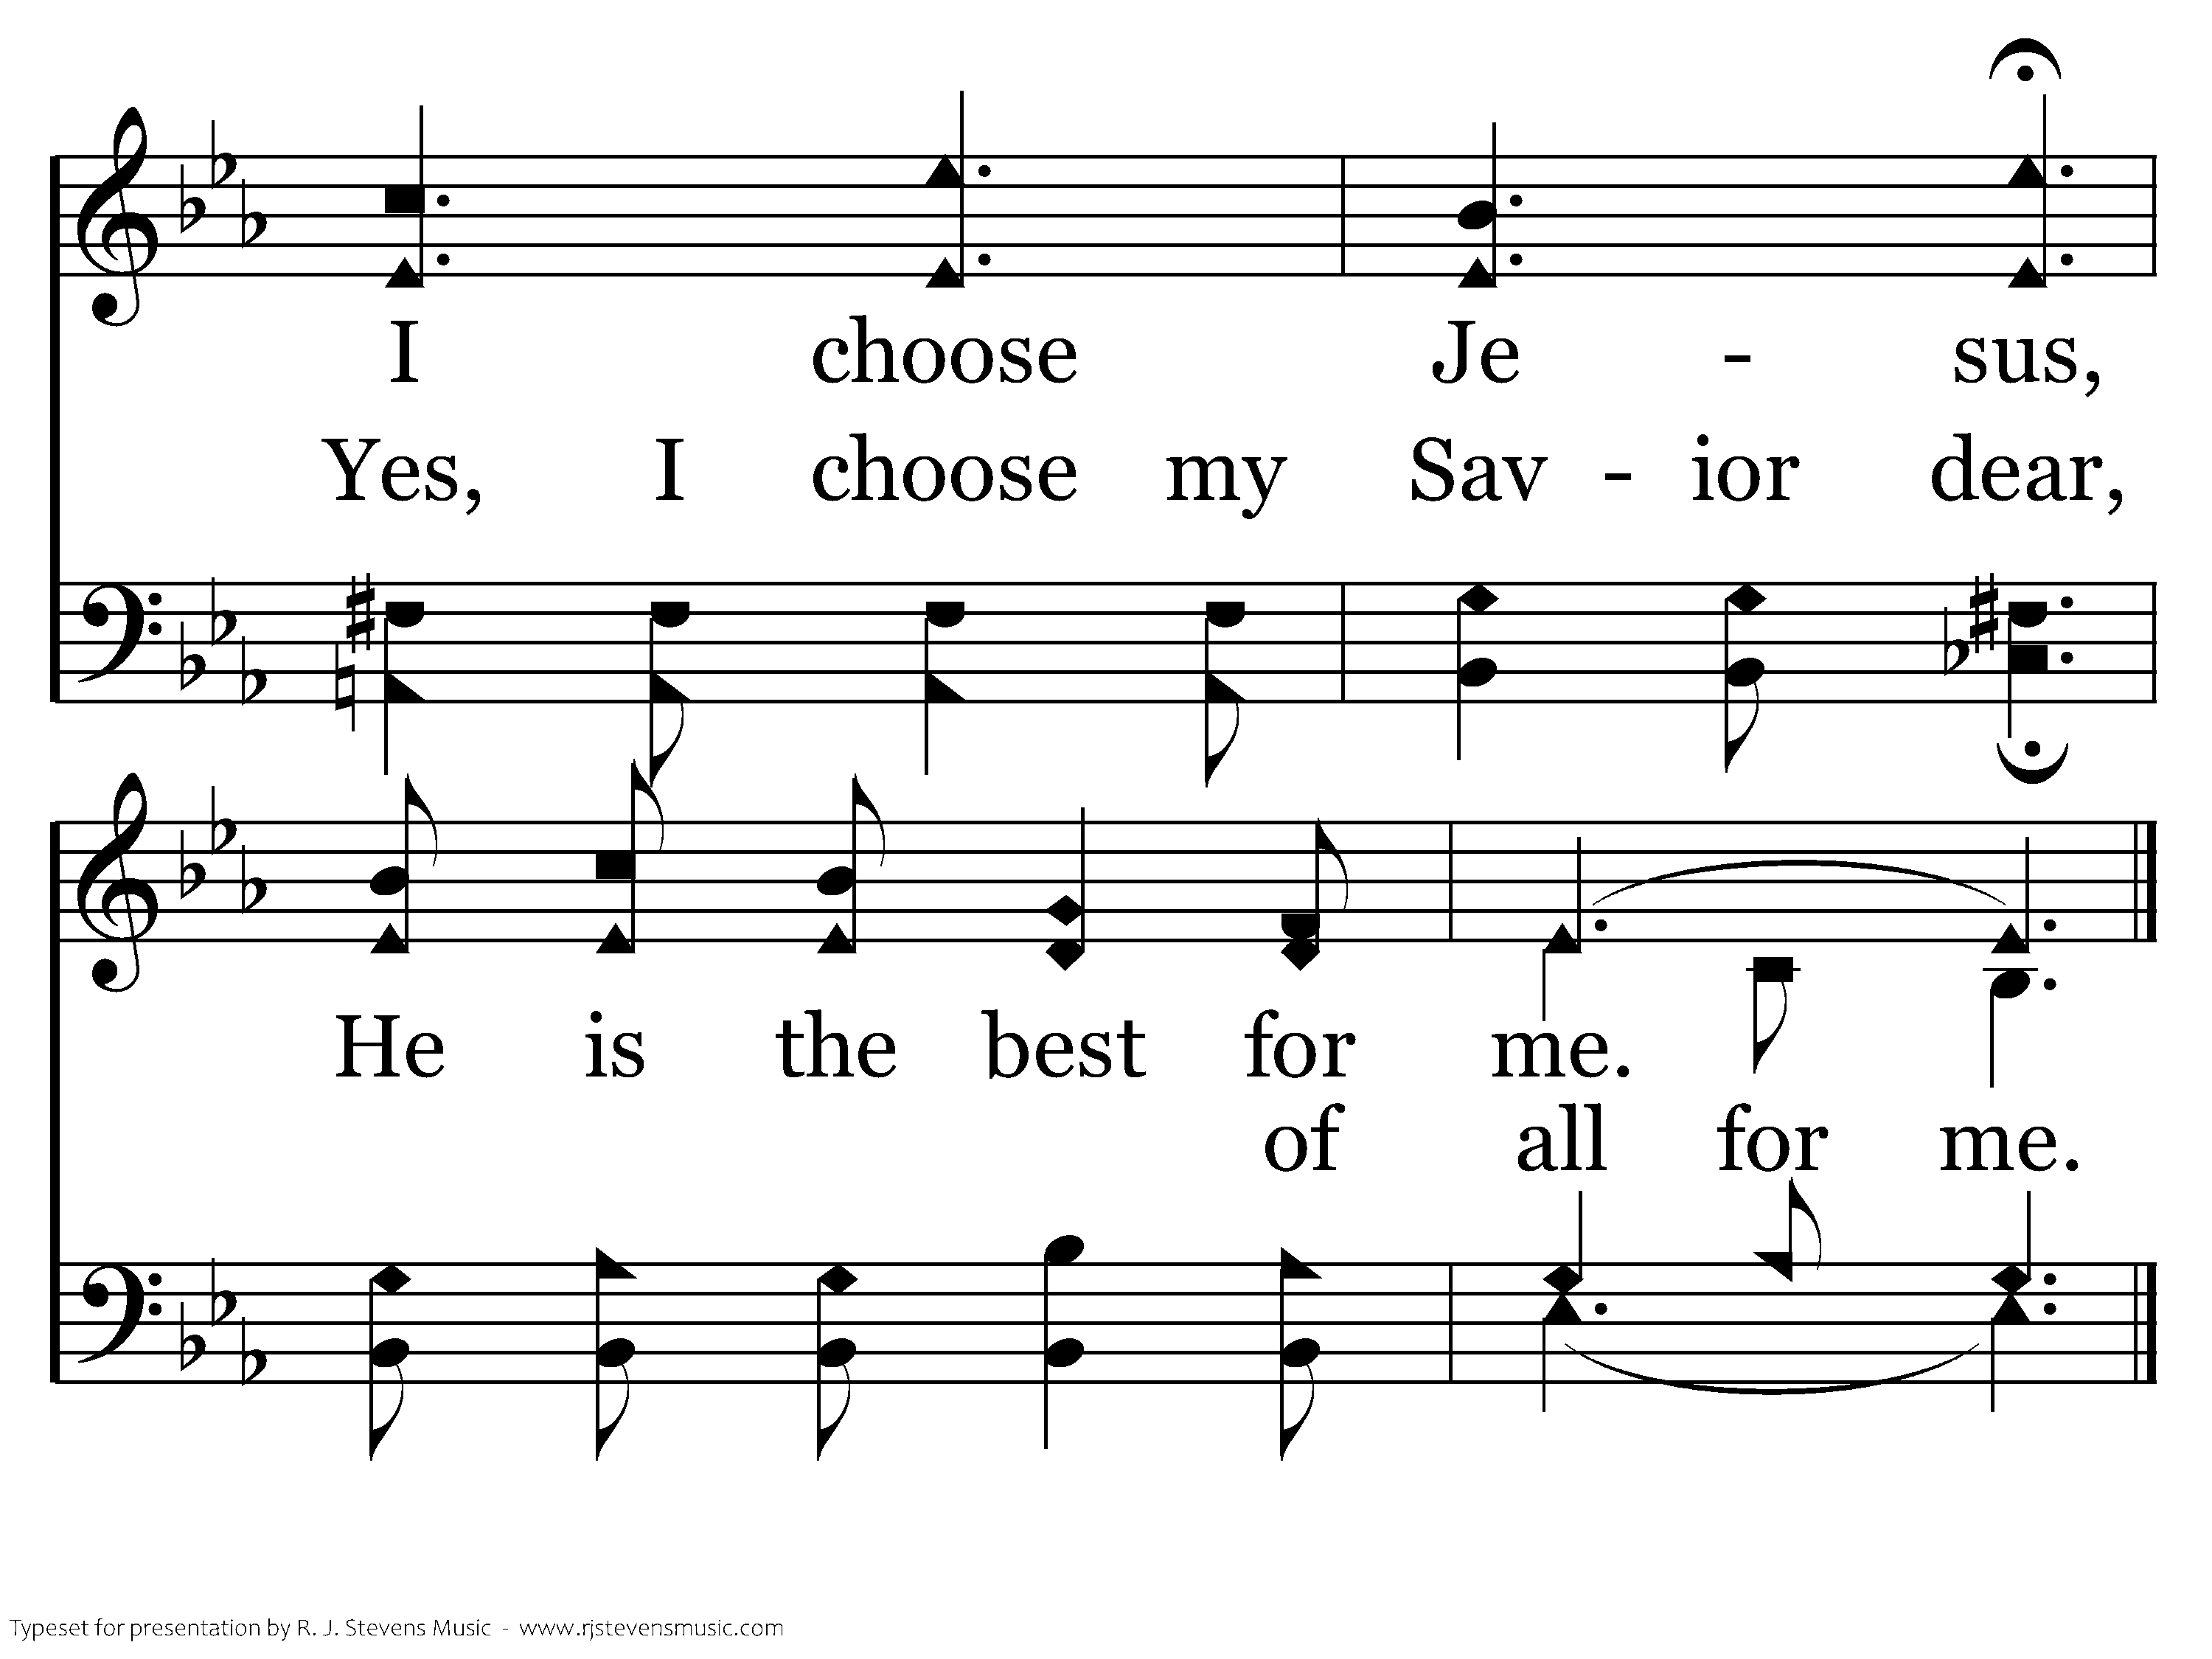 I choose Je - sus,
Yes, I choose my Sav - ior dear,
He is the best for me.
of all for me.
Typeset for presentation by R. J. Stevens Music - www.rjstevensmusic.com